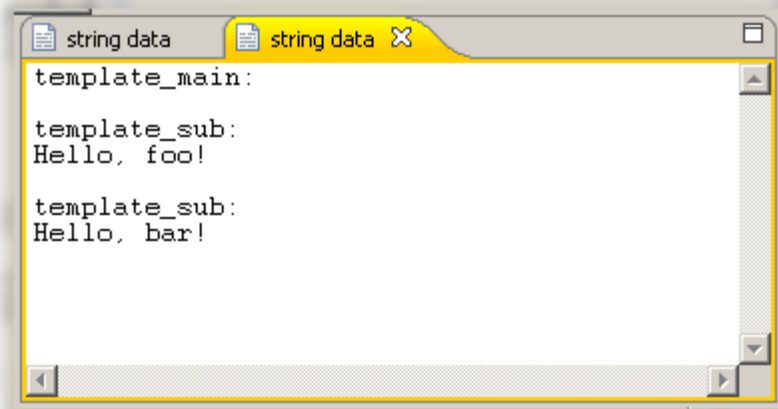 string data
string data
template_main:
template_sub:
Hello, foo!
template_sub:
Hello, bar!